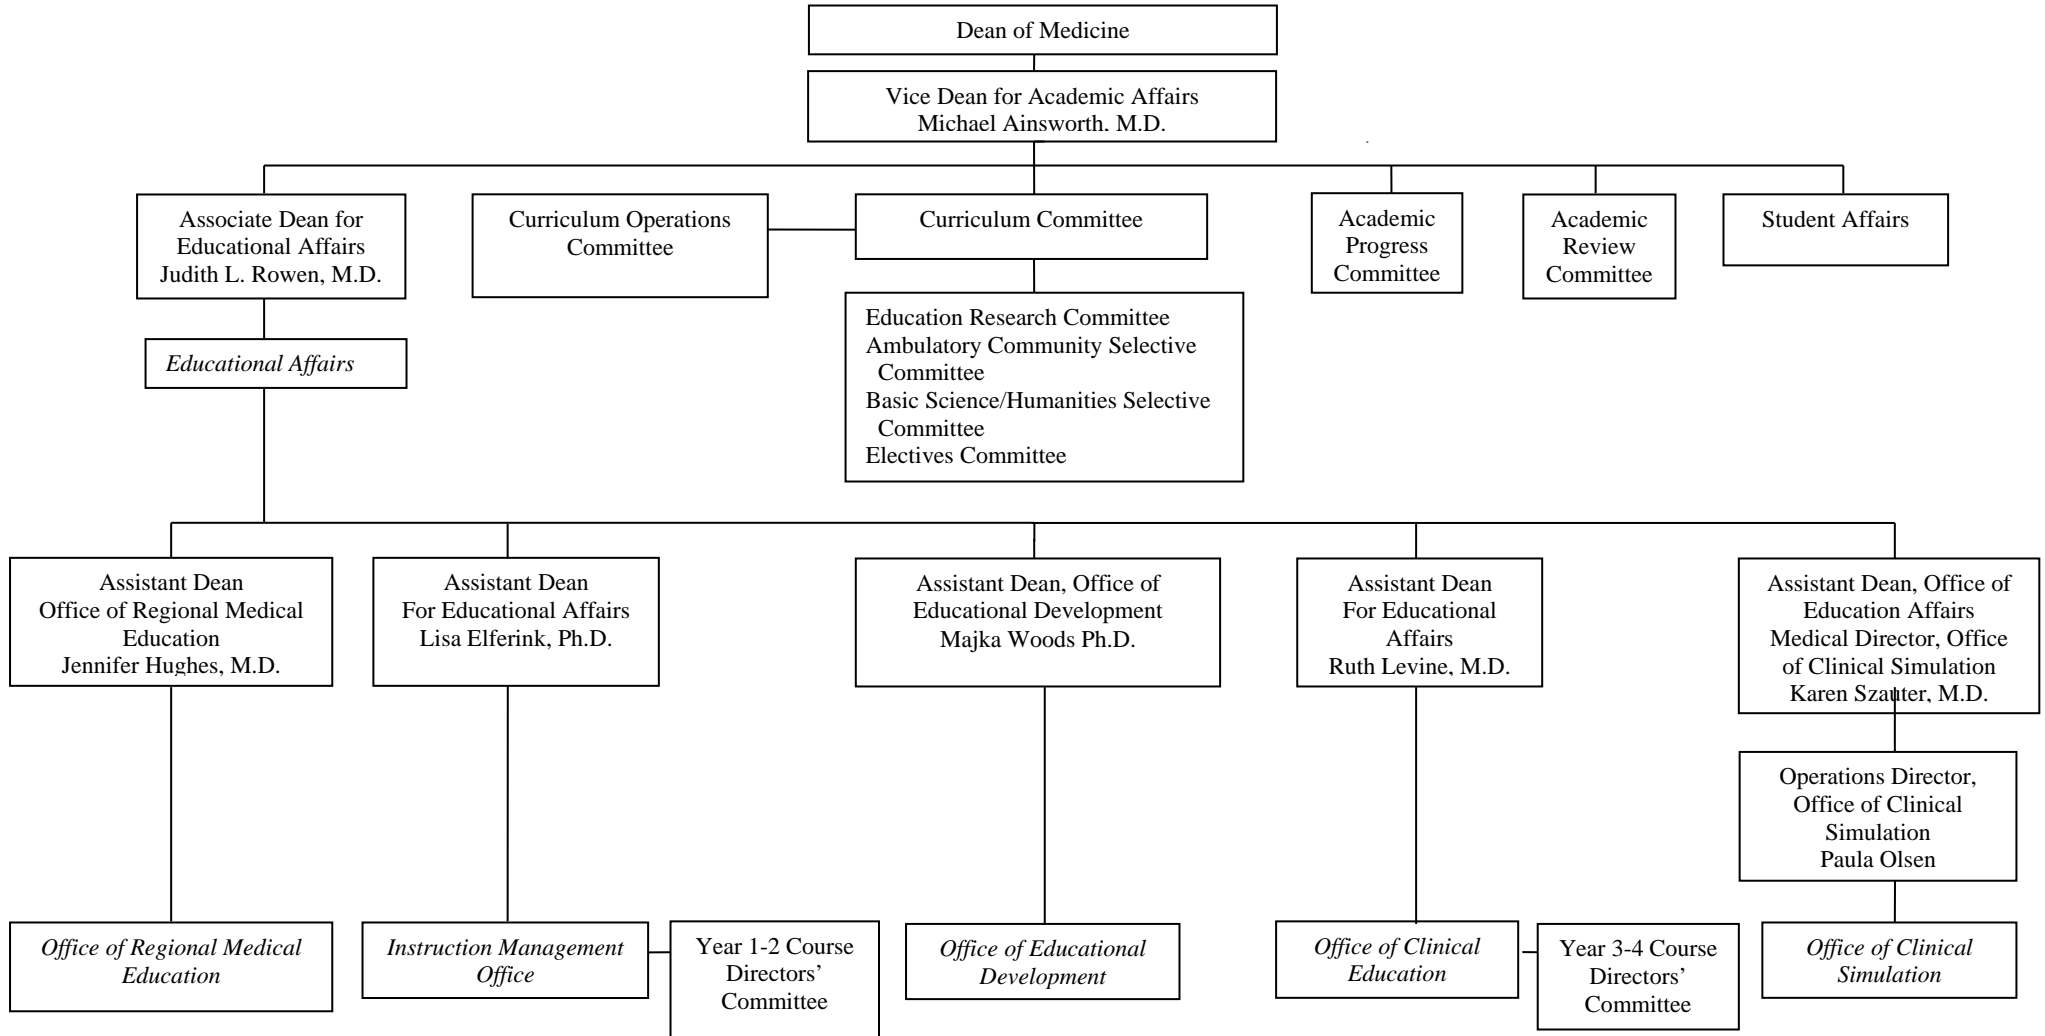 Dean of Medicine
Vice Dean for Academic Affairs
Michael Ainsworth, M.D.
Associate Dean for
Educational Affairs
Judith L. Rowen, M.D.
Curriculum Operations
Committee
Curriculum Committee
Academic
Progress
Committee
Academic
Review
Committee
Student Affairs
Education Research Committee
Ambulatory Community Selective
Committee
Basic Science/Humanities Selective
Committee
Electives Committee
Educational Affairs
Assistant Dean
Office of Regional Medical
Education
Jennifer Hughes, M.D.
Assistant Dean
For Educational Affairs
Lisa Elferink, Ph.D.
Assistant Dean, Office of
Educational Development
Majka Woods Ph.D.
Assistant Dean
For Educational
Affairs
Ruth Levine, M.D.
Assistant Dean, Office of
Education Affairs
Medical Director, Office
of Clinical Simulation
Karen Szauter, M.D.
Operations Director,
Office of Clinical
Simulation
Paula Olsen
Office of Regional Medical
Education
Instruction Management
Office
Year 1-2 Course
Directors’
Committee
Office of Educational
Development
Office of Clinical
Education
Year 3-4 Course
Directors’
Committee
Office of Clinical
Simulation